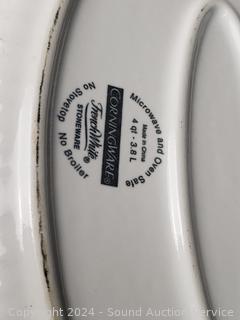 Microwave and Oven Safe
Made in China
4 qt - 3.8 L
CORNINGWARE®
French White®
STONEWARE
No Stovetop No Broiler
Copyright © 2024 - Sound Auction Service